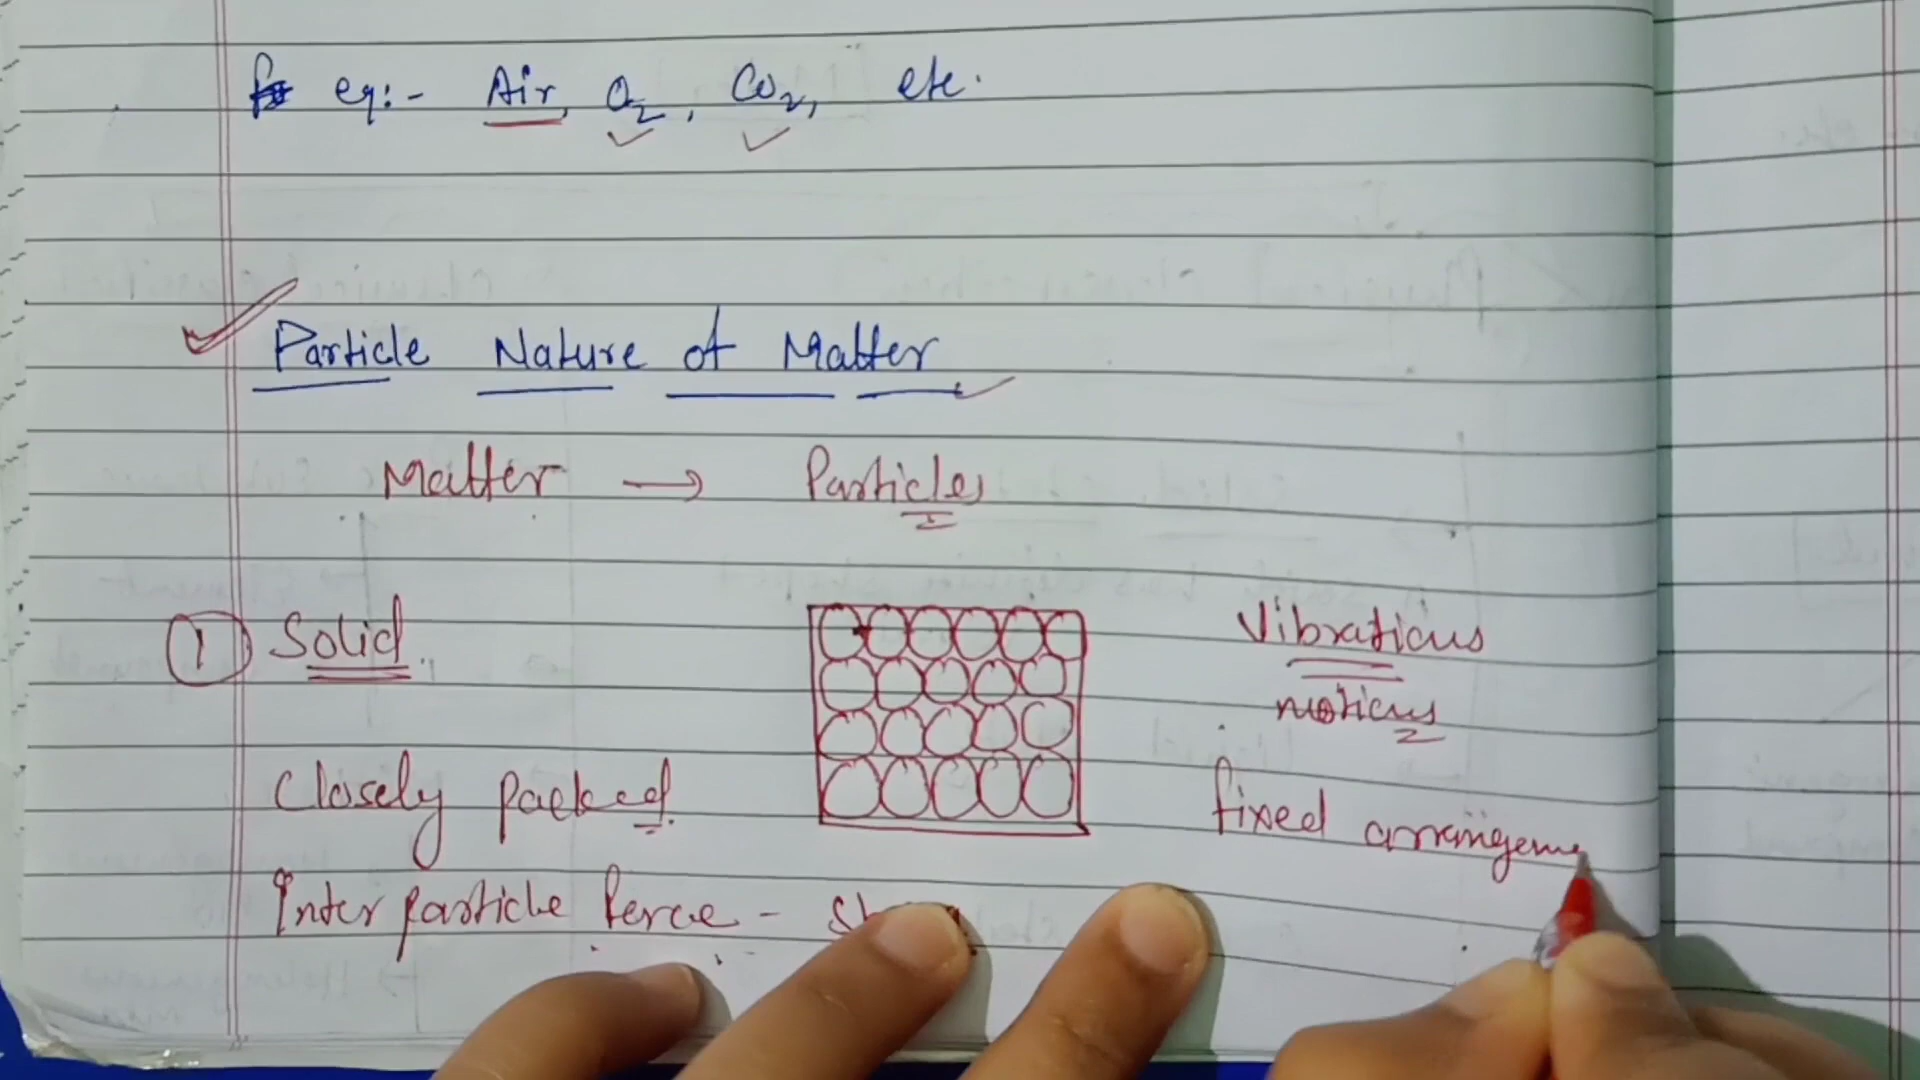 eg:- Air, O2, CO2, etc.
Particle Nature of Matter
Matter → Particles
1 Solid.
Vibrations
motions
Closely packed.
fixed arrangeme
Inter particle force -